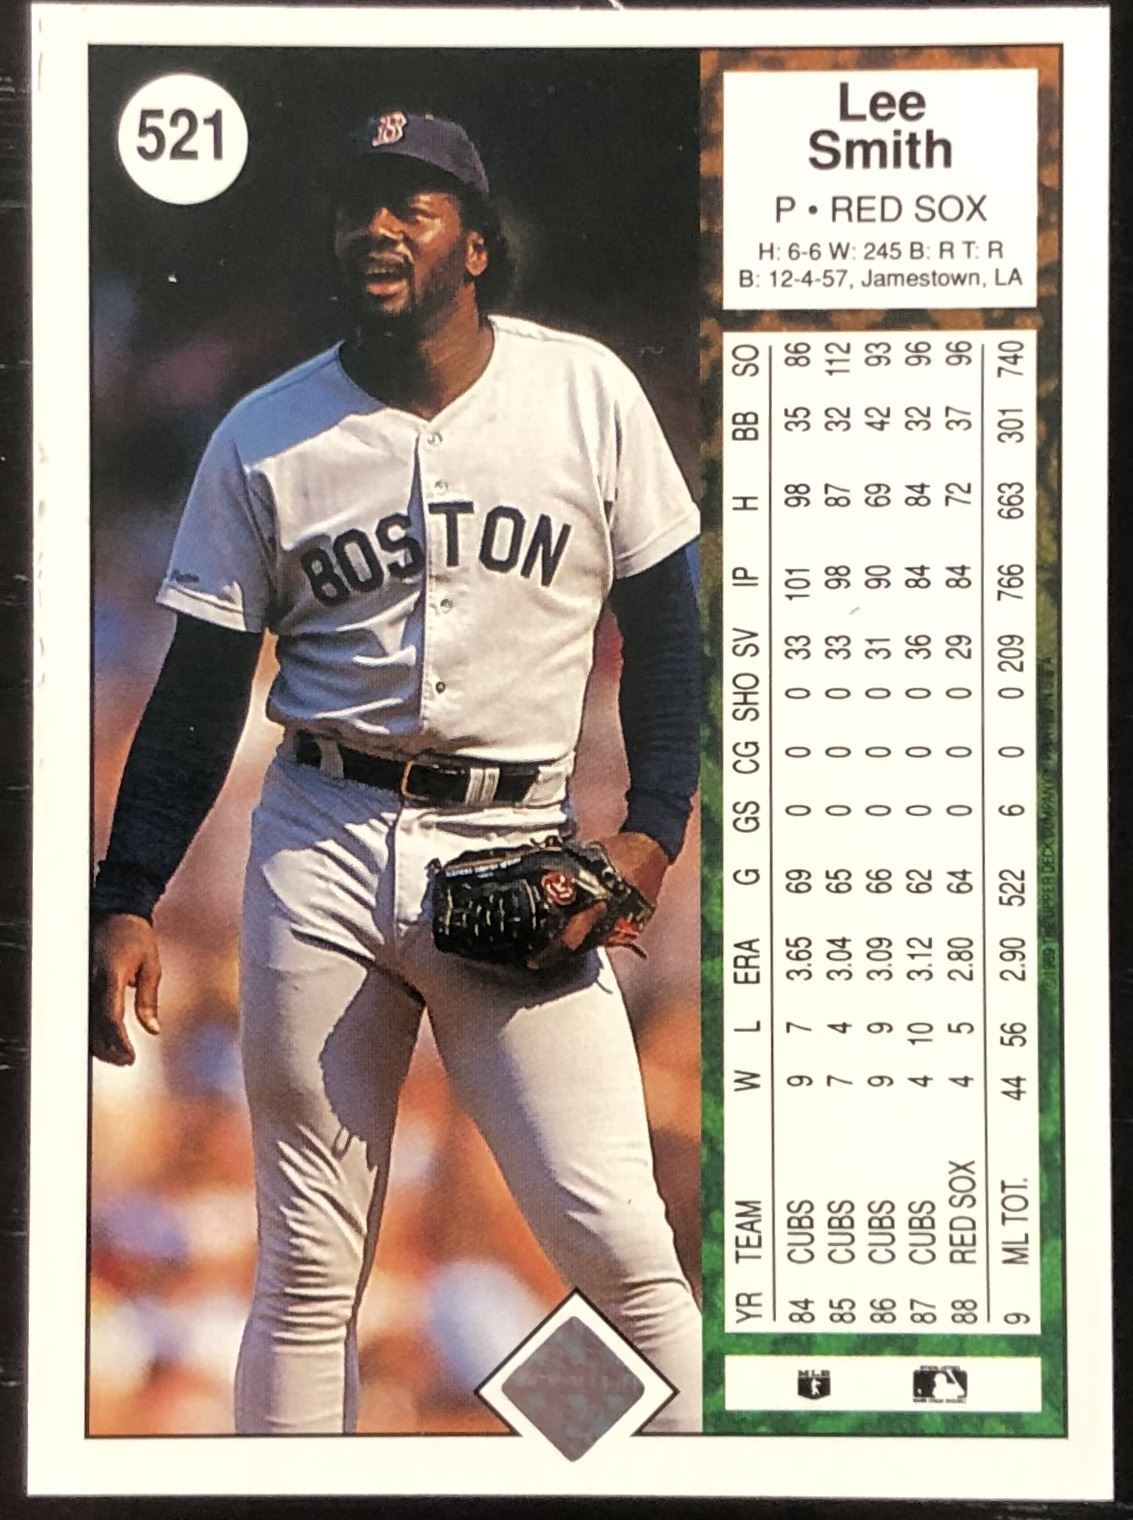 521
Lee
Smith
P • RED SOX
H: 6-6 W: 245 B: R T: R
B: 12-4-57, Jamestown, LA
BOSTON
B
YR TEAM W L ERA G GS CG SHO SV IP H BB SO
84 CUBS 9 7 3.65 69 0 0 0 33 101 98 35 86
85 CUBS 7 4 3.04 65 0 0 0 33 98 87 32 112
86 CUBS 9 9 3.09 66 0 0 0 31 90 69 42 93
87 CUBS 4 10 3.12 62 0 0 0 36 84 84 32 96
88 RED SOX 4 5 2.80 64 0 0 0 29 84 72 37 96
9 ML TOT. 44 56 2.90 522 6 0 0 209 766 663 301 740
©1989 THE UPPER DECK COMPANY
MLB